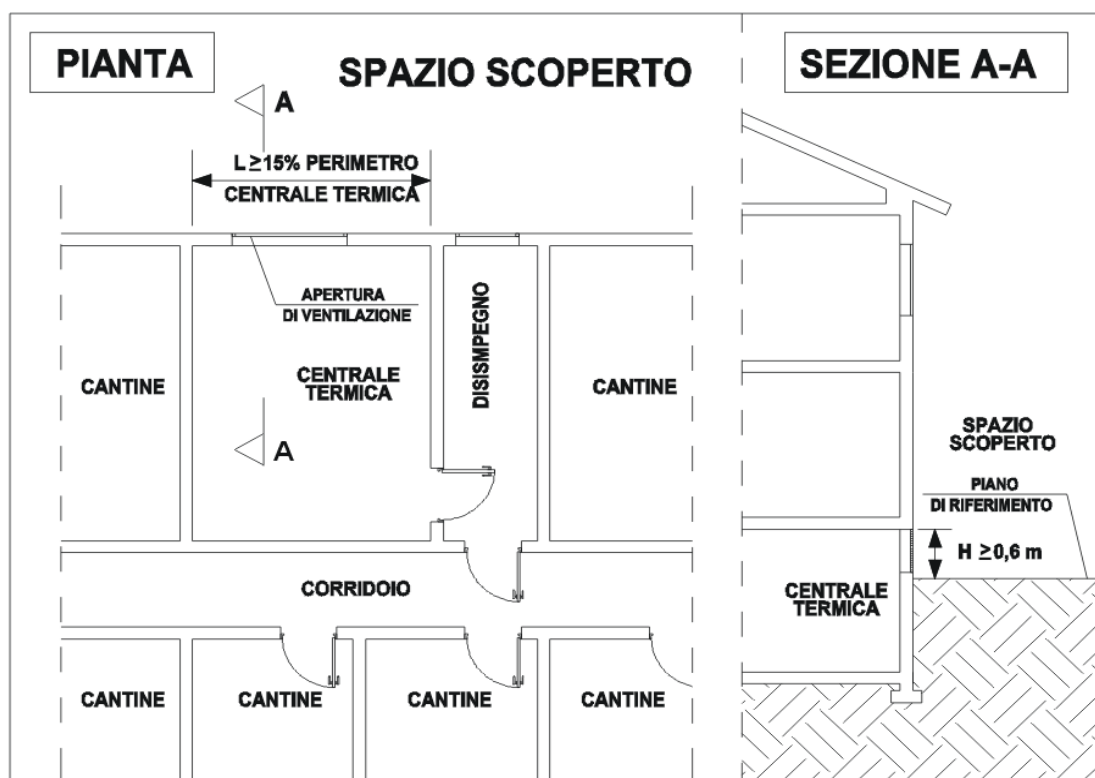 PIANTA
SPAZIO SCOPERTO
SEZIONE A-A
A
L ≥15% PERIMETRO
CENTRALE TERMICA
APERTURA
DI VENTILAZIONE
DISISMPEGNO
CANTINE
CENTRALE
TERMICA
CANTINE
A
CORRIDOIO
CANTINE
CANTINE
CANTINE
CANTINE
SPAZIO
SCOPERTO
PIANO
DI RIFERIMENTO
H ≥0,6 m
CENTRALE
TERMICA